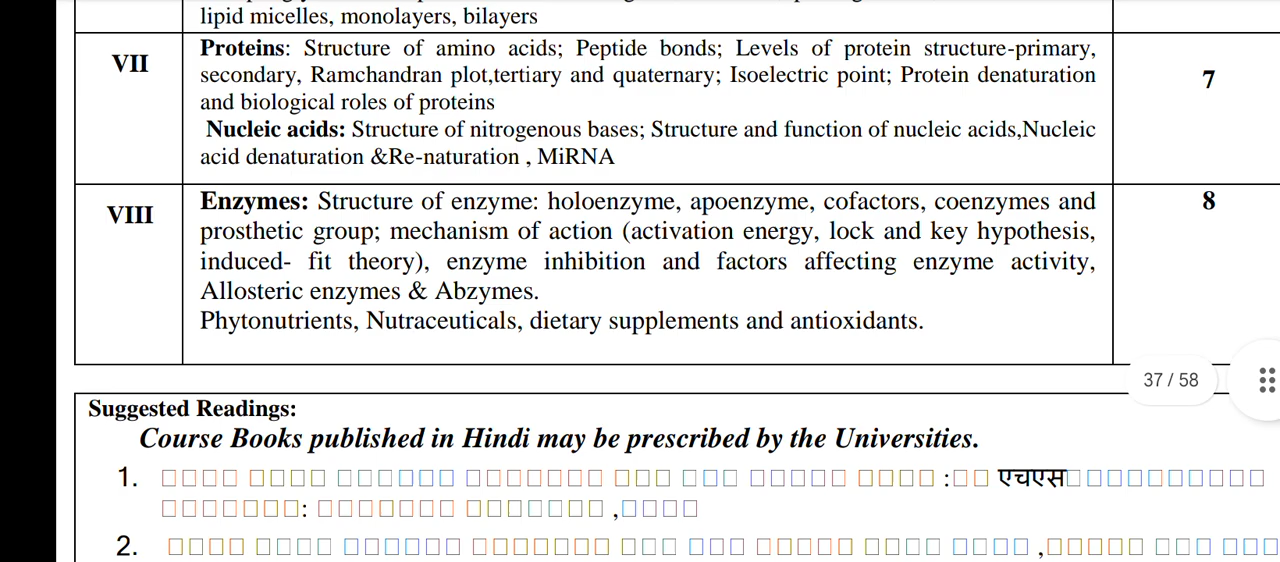 lipid micelles, monolayers, bilayers
VII
Proteins: Structure of amino acids; Peptide bonds; Levels of protein structure-primary,
secondary, Ramchandran plot,tertiary and quaternary; Isoelectric point; Protein denaturation
and biological roles of proteins
7
Nucleic acids: Structure of nitrogenous bases; Structure and function of nucleic acids,Nucleic
acid denaturation &Re-naturation , MiRNA
VIII
Enzymes: Structure of enzyme: holoenzyme, apoenzyme, cofactors, coenzymes and
prosthetic group; mechanism of action (activation energy, lock and key hypothesis,
induced- fit theory), enzyme inhibition and factors affecting enzyme activity,
Allosteric enzymes & Abzymes.
Phytonutrients, Nutraceuticals, dietary supplements and antioxidants.
8
37 / 58
Suggested Readings:
Course Books published in Hindi may be prescribed by the Universities.
1. एचएस
2.